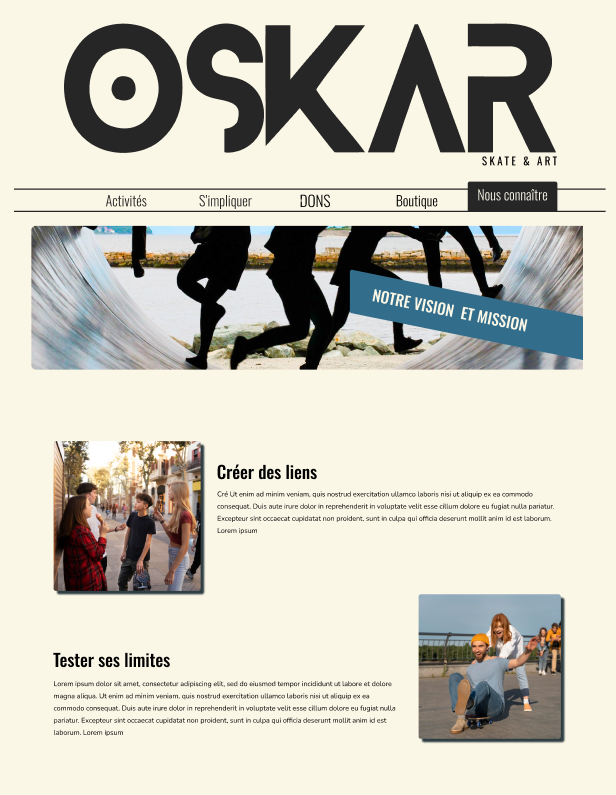 OSKAR
SKATE & ART
Activités S'impliquer DONS Boutique Nous connaître
NOTRE VISION ET MISSION
Créer des liens
Cré Ut enim ad minim veniam, quis nostrud exercitation ullamco laboris nisi ut aliquip ex ea commodo
consequat. Duis aute irure dolor in reprehenderit in voluptate velit esse cillum dolore eu fugiat nulla pariatur.
Excepteur sint occaecat cupidatat non proident, sunt in culpa qui officia deserunt mollit anim id est laborum.
Lorem ipsum
Tester ses limites
Lorem ipsum dolor sit amet, consectetur adipiscing elit, sed do eiusmod tempor incididunt ut labore et dolore
magna aliqua. Ut enim ad minim veniam, quis nostrud exercitation ullamco laboris nisi ut aliquip ex ea
commodo consequat. Duis aute irure dolor in reprehenderit in voluptate velit esse cillum dolore eu fugiat nulla
pariatur. Excepteur sint occaecat cupidatat non proident, sunt in culpa qui officia deserunt mollit anim id est
laborum. Lorem ipsum